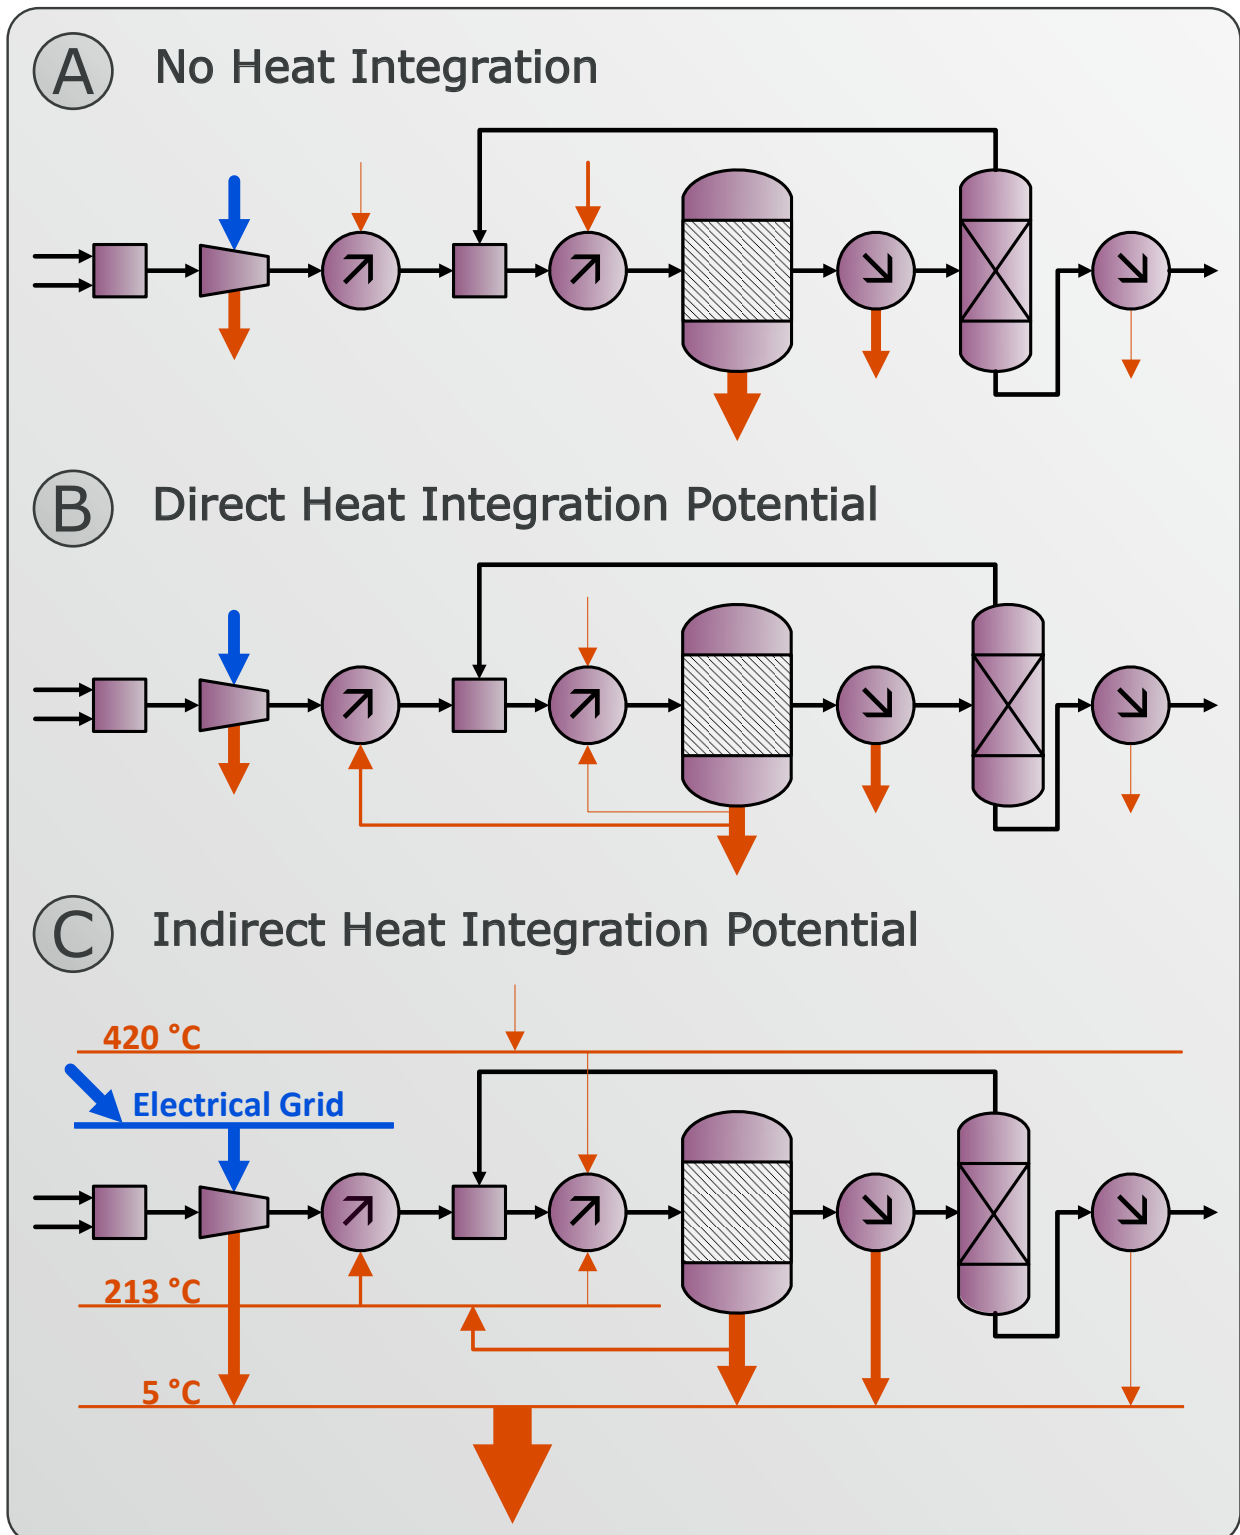 A No Heat Integration
B Direct Heat Integration Potential
C Indirect Heat Integration Potential
420 °C
Electrical Grid
213 °C
5 °C